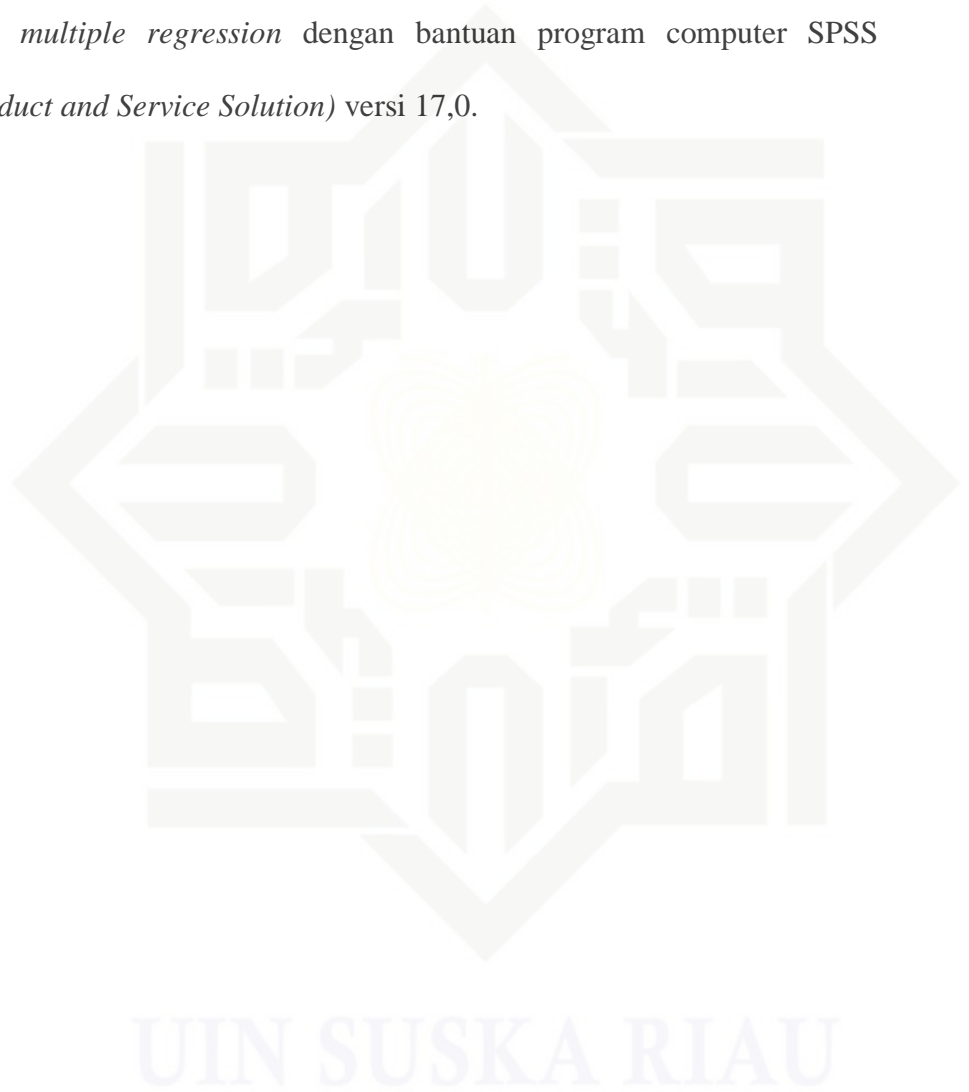 multiple regression dengan bantuan program computer SPSS
duct and Service Solution) versi 17,0.
UIN SUSKA RIAU